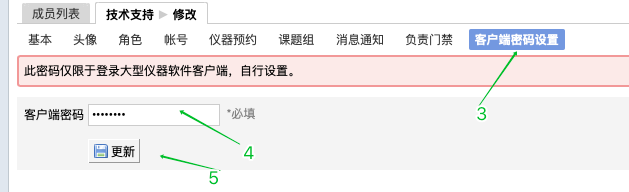 成员列表 技术支持 ▶ 修改
基本 头像 角色 帐号 仪器预约 课题组 消息通知 负责门禁 客户端密码设置
此密码仅限于登录大型仪器软件客户端，自行设置。
3
客户端密码 •••••••• *必填
4
更新
5